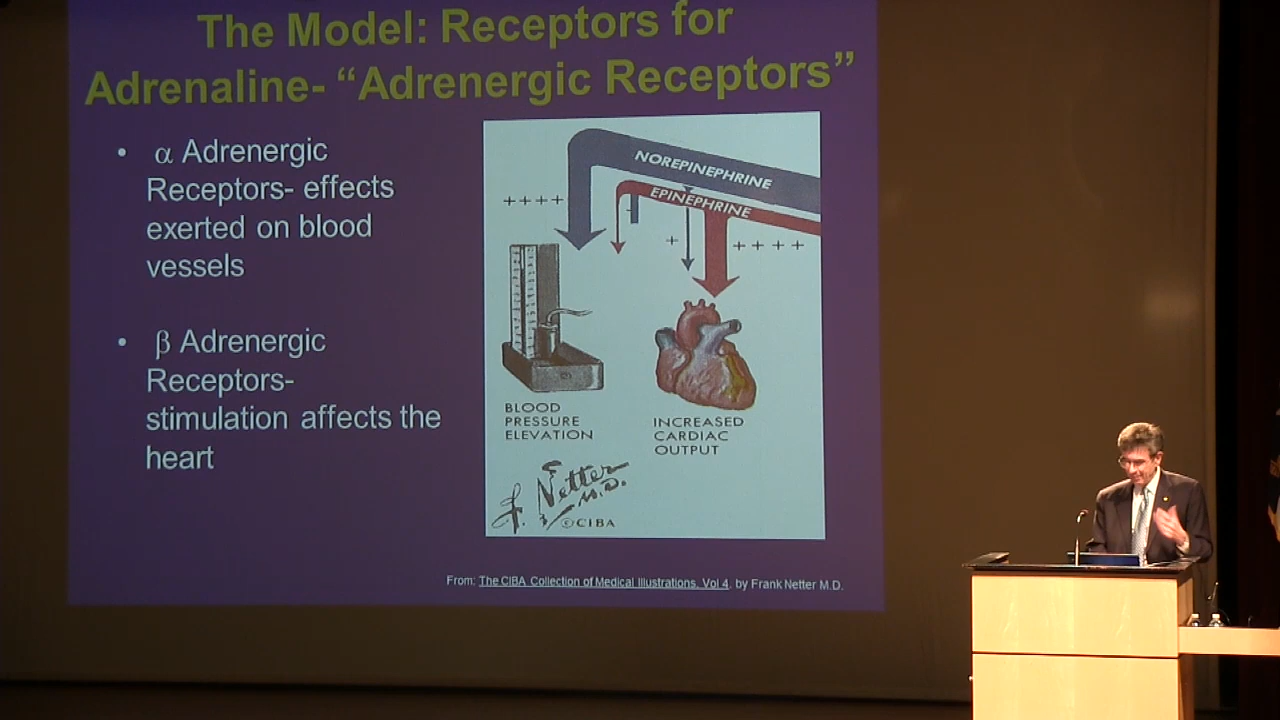 The Model: Receptors for
Adrenaline- “Adrenergic Receptors”
• α Adrenergic
Receptors- effects
exerted on blood
vessels
• β Adrenergic
Receptors-
stimulation affects the
heart
NOREPINEPHRINE
EPINEPHRINE
++++
+
++++
BLOOD
PRESSURE
ELEVATION
INCREASED
CARDIAC
OUTPUT
F. Netter
M.D.
©CIBA
From: The CIBA Collection of Medical Illustrations, Vol 4. by Frank Netter M.D.